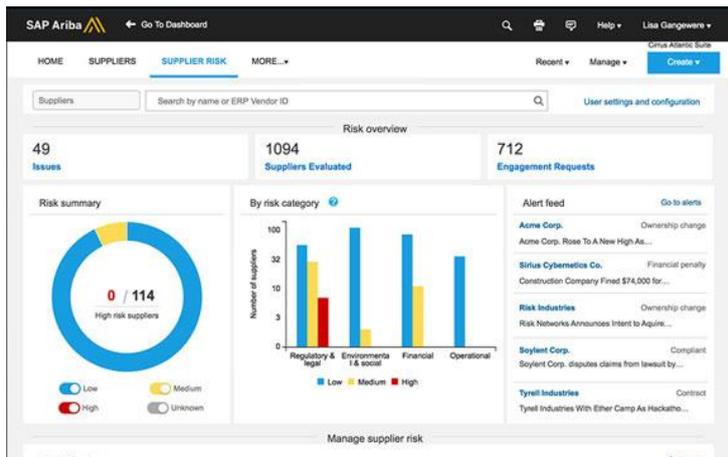 SAP Ariba
Go To Dashboard
Help
Lisa Gangewere
Cirrus Atlantic Suite
HOME SUPPLIERS SUPPLIER RISK MORE...
Recent Manage Create
Suppliers
Search by name or ERP Vendor ID
User settings and configuration
Risk overview
49
Issues
1094
Suppliers Evaluated
712
Engagement Requests
Risk summary
0 / 114
High risk suppliers
Low
Medium
High
Unknown
By risk category ?
Number of suppliers
100
32
10
3
0
Regulatory &
legal
Environmenta
l & social
Financial
Operational
Low Medium High
Alert feed Go to alerts
Acme Corp. Ownership change
Acme Corp. Rose To A New High As...
Sirius Cybernetics Co. Financial penalty
Construction Company Fined $74,000 for...
Risk Industries Ownership change
Risk Networks Announces Intent to Aquire...
Soylent Corp. Compliant
Soylent Corp. disputes claims from lawsuit by...
Tyrell Industries Contract
Tyrell Industries With Ether Camp As Hackatho...
Manage supplier risk